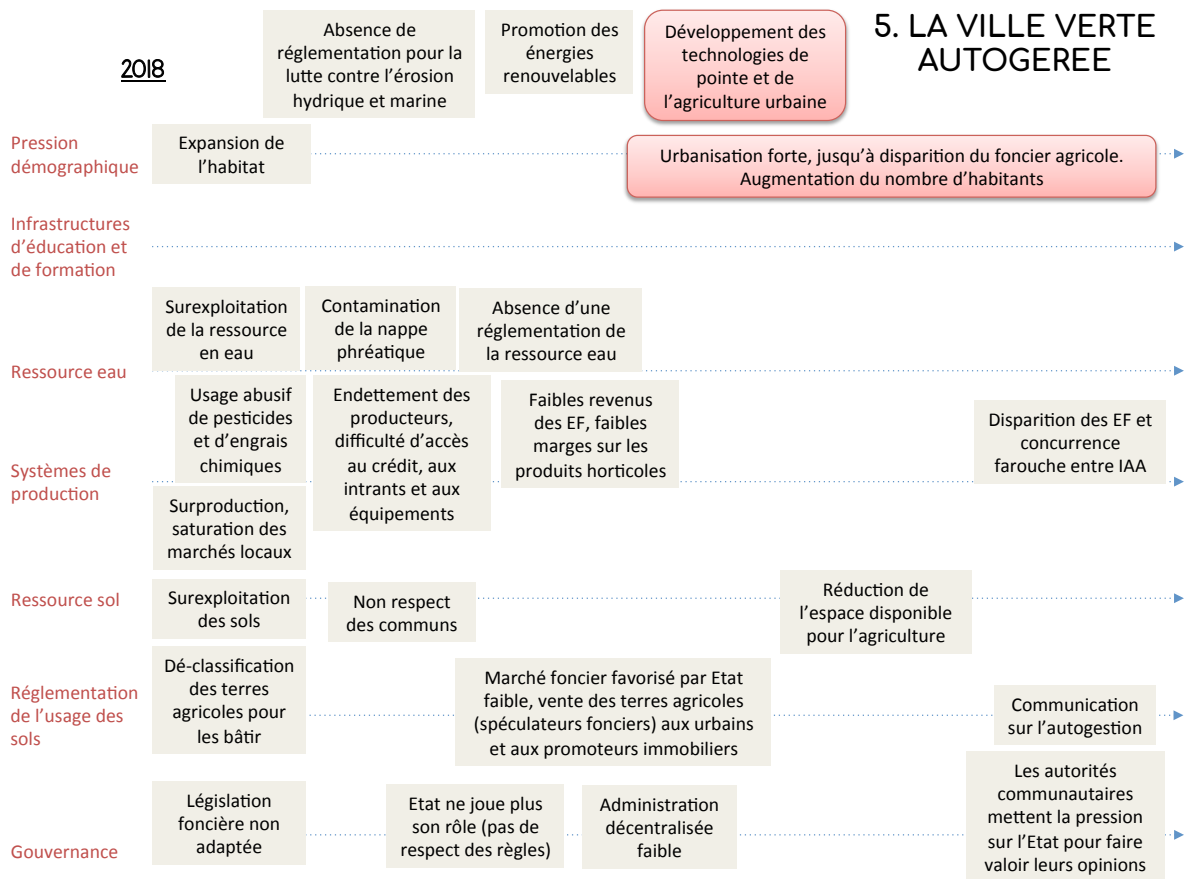 5. LA VILLE VERTE
AUTOGEREE
2018
Absence de
réglementation pour la
lutte contre l’érosion
hydrique et marine
Promotion des
énergies
renouvelables
Développement des
technologies de
pointe et de
l’agriculture urbaine
Pression
démographique
Expansion de
l’habitat
Urbanisation forte, jusqu’à disparition du foncier agricole.
Augmentation du nombre d’habitants
Infrastructures
d’éducation et
de formation
Ressource eau
Surexploitation
de la ressource
en eau
Contamination
de la nappe
phréatique
Absence d’une
réglementation de
la ressource eau
Systèmes de
production
Usage abusif
de pesticides
et d’engrais
chimiques
Surproduction,
saturation des
marchés locaux
Endettement des
producteurs,
difficulté d’accès
au crédit, aux
intrants et aux
équipements
Faibles revenus
des EF, faibles
marges sur les
produits horticoles
Disparition des EF et
concurrence
farouche entre IAA
Ressource sol
Surexploitation
des sols
Non respect
des communs
Réduction de
l’espace disponible
pour l’agriculture
Réglementation
de l’usage des
sols
Dé-classification
des terres
agricoles pour
les bâtir
Marché foncier favorisé par Etat
faible, vente des terres agricoles
(spéculateurs fonciers) aux urbains
et aux promoteurs immobiliers
Communication
sur l’autogestion
Gouvernance
Législation
foncière non
adaptée
Etat ne joue plus
son rôle (pas de
respect des règles)
Administration
décentralisée
faible
Les autorités
communautaires
mettent la pression
sur l’Etat pour faire
valoir leurs opinions